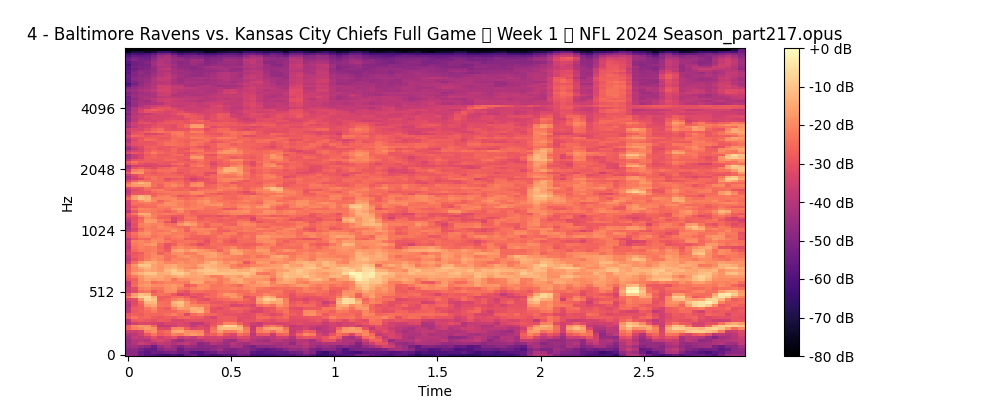 4 - Baltimore Ravens vs. Kansas City Chiefs Full Game ▯ Week 1 ▯ NFL 2024 Season_part217.opus
+0 dB
-10 dB
-20 dB
-30 dB
-40 dB
-50 dB
-60 dB
-70 dB
-80 dB
4096
2048
1024
512
0
Hz
0
0.5
1
1.5
2
2.5
Time